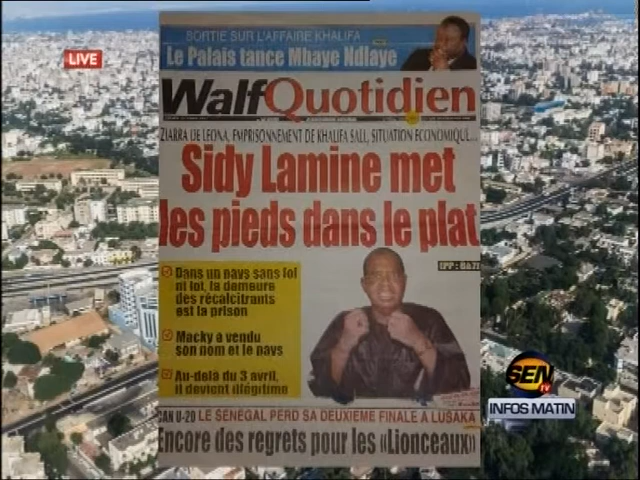 LIVE
SORTIE SUR L'AFFAIRE KHALIFA
Le Palais tance Mbaye Ndiaye
WalfQuotidien
ZIARRA DE LEONA, EMPRISONNEMENT DE KHALIFA SALL, SITUATION ECONOMIQUE...
Sidy Lamine met
les pieds dans le plat
Dans un pays sans foi
ni loi, la demeure
des récalcitrants
est la prison
Macky a vendu
son nom et le pays
Au-delà du 3 avril,
il devient illégitime
CAN U-20 LE SENEGAL PERD SA DEUXIEME FINALE A LUSAKA
Encore des regrets pour les «Lionceaux»
SEN
TV
INFOS MATIN